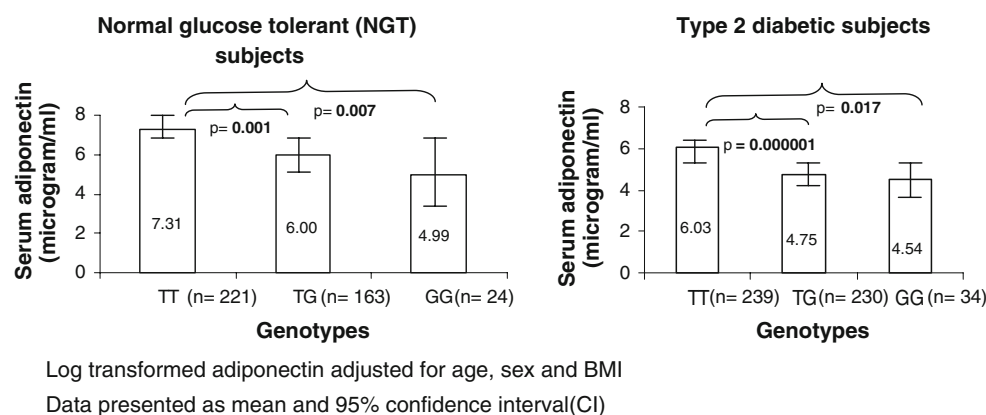 Normal glucose tolerant (NGT)
subjects
Serum adiponectin
(microgram/ml)
8
6
4
2
0
p= 0.007
p= 0.001
7.31
6.00
4.99
TT (n= 221)
TG (n= 163)
GG(n= 24)
Genotypes
Type 2 diabetic subjects
Serum adiponectin
(microgram/ml)
8
6
4
2
0
p= 0.017
p = 0.000001
6.03
4.75
4.54
TT(n= 239)
TG(n= 230)
GG(n= 34)
Genotypes
Log transformed adiponectin adjusted for age, sex and BMI
Data presented as mean and 95% confidence interval(CI)